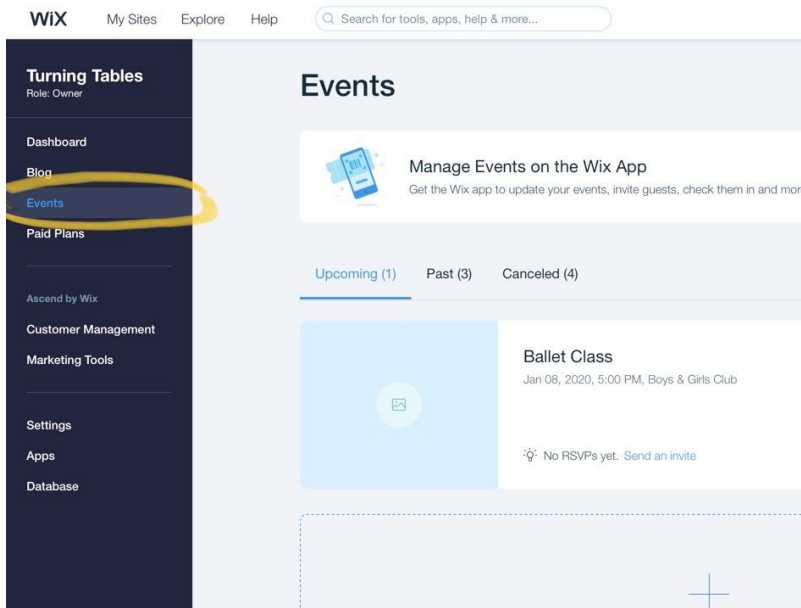 WiX My Sites Explore Help Search for tools, apps, help & more...
Turning Tables
Role: Owner
Dashboard
Blog
Events
Paid Plans
Ascend by Wix
Customer Management
Marketing Tools
Settings
Apps
Database
Events
Manage Events on the Wix App
Get the Wix app to update your events, invite guests, check them in and mor
Upcoming (1) Past (3) Canceled (4)
Ballet Class
Jan 08, 2020, 5:00 PM, Boys & Girls Club
No RSVPs yet. Send an invite